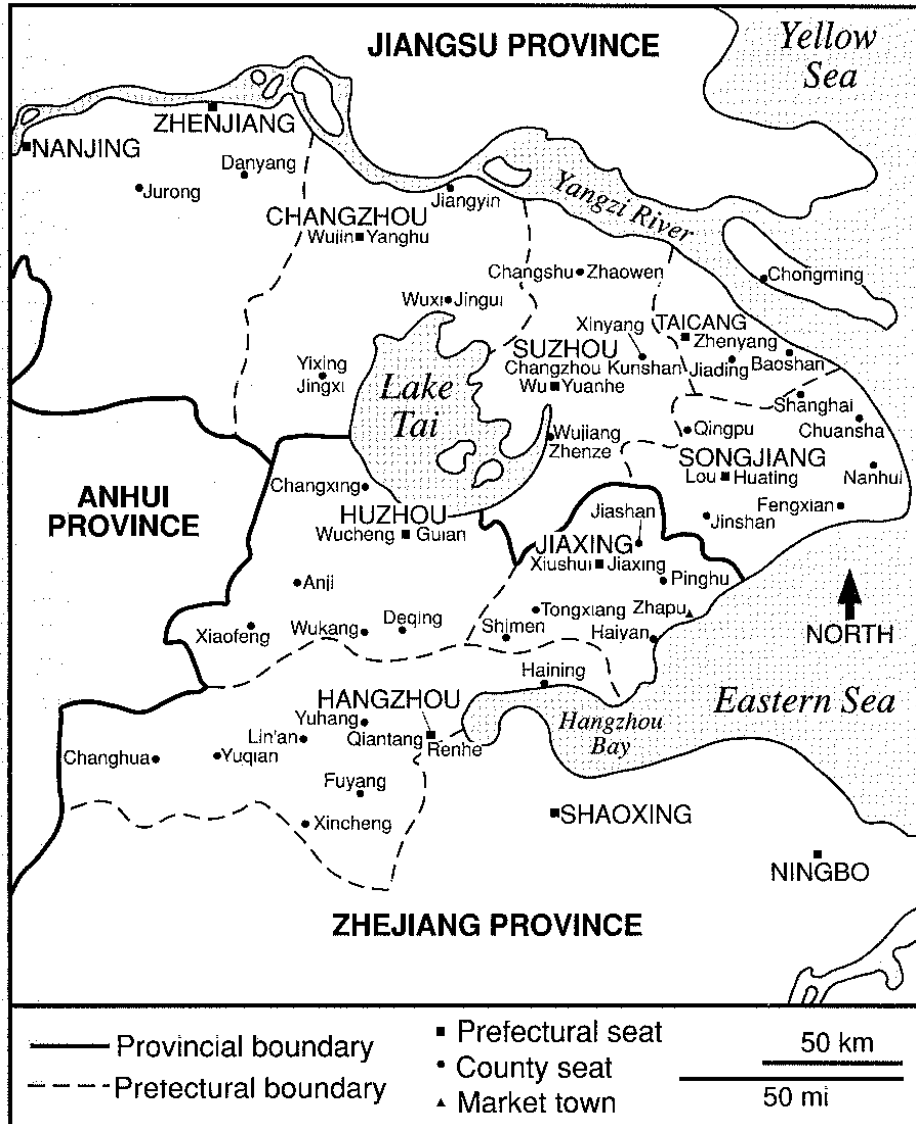 JIANGSU PROVINCE
Yellow
Sea
ZHENJIANG
NANJING
Danyang
Jurong
Jiangyin
Yangzi River
CHANGZHOU
Wujin Yanghu
Changshu Zhaowen
Chongming
Wuxi Jingui
Xinyang
TAICANG
Zhenyang
SUZHOU
Changzhou Kunshan
Wu Yuanhe
Jiading
Baoshan
Yixing
Jingxi
Lake
Tai
Shanghai
Chuansha
Wujiang
Zhenze
Qingpu
SONGJIANG
Lou Huating
Nanhui
ANHUI
PROVINCE
Changxing
HUZHOU
Wucheng Guian
Jiashan
Jinshan
Fengxian
JIAXING
Xiushui Jiaxing
Pinghu
Anji
Zhapu
Tongxiang
Deqing
Xiaofeng
Wukang
Shimen
Haiyan
NORTH
Haining
HANGZHOU
Eastern Sea
Yuhang
Hangzhou
Bay
Lin'an
Qiantang
Renhe
Changhua
Yuqian
Fuyang
Xincheng
SHAOXING
NINGBO
ZHEJIANG PROVINCE
Provincial boundary
Prefectural boundary
Prefectural seat
County seat
Market town
50 km
50 mi